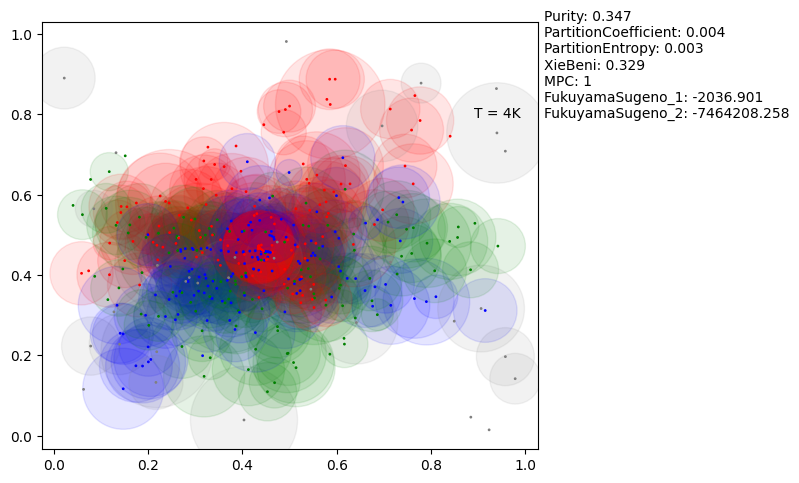 Purity: 0.347
PartitionCoefficient: 0.004
PartitionEntropy: 0.003
XieBeni: 0.329
MPC: 1
FukuyamaSugeno_1: -2036.901
FukuyamaSugeno_2: -7464208.258
T = 4K
1.0
0.8
0.6
0.4
0.2
0.0
0.0 0.2 0.4 0.6 0.8 1.0